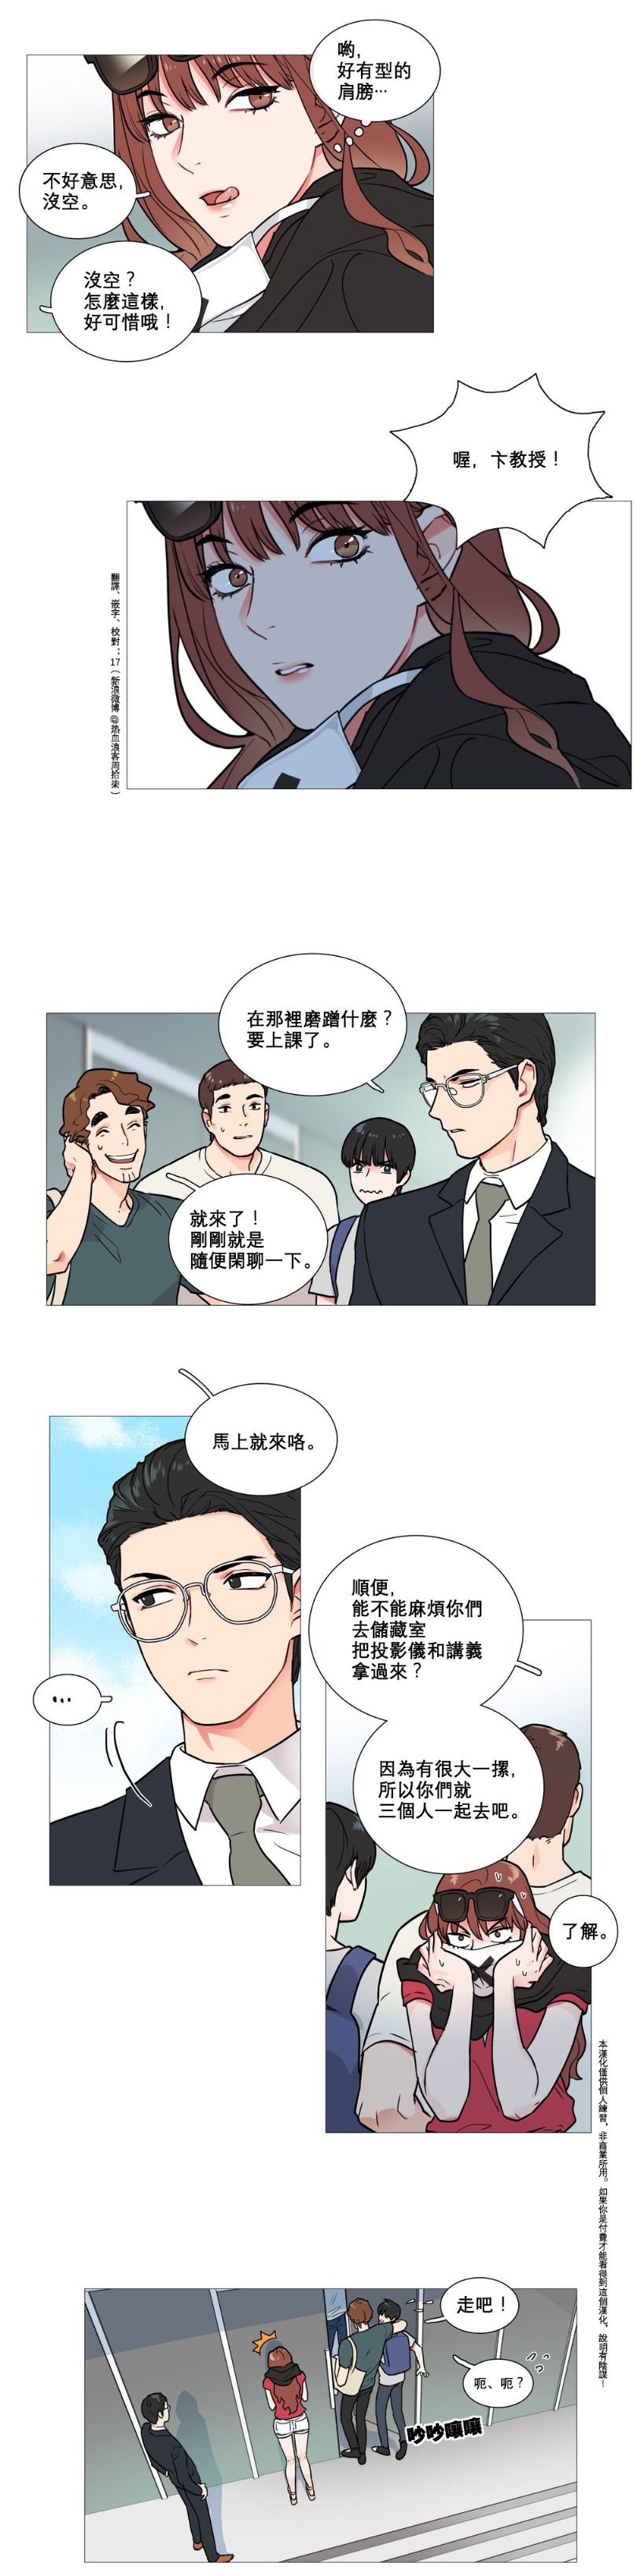 喲,
好有型的
肩膀…
不好意思,
沒空。
沒空？
怎麼這樣,
好可惜哦！
喔, 卞教授！
翻譯、嵌字、校對：17（新浪微博@热血浪客周拾柒）
在那裡磨蹭什麼？
要上課了。
就來了！
剛剛就是
隨便閑聊一下。
馬上就來咯。
…
順便,
能不能麻煩你們
去儲藏室
把投影儀和講義
拿過來？
因為有很大一摞,
所以你們就
三個人一起去吧。
了解。
本漢化僅供個人練習, 非商業所用。如果你是付費才能看得到這個漢化, 說明有陰謀！
走吧！
呃、呃？
吵吵嚷嚷